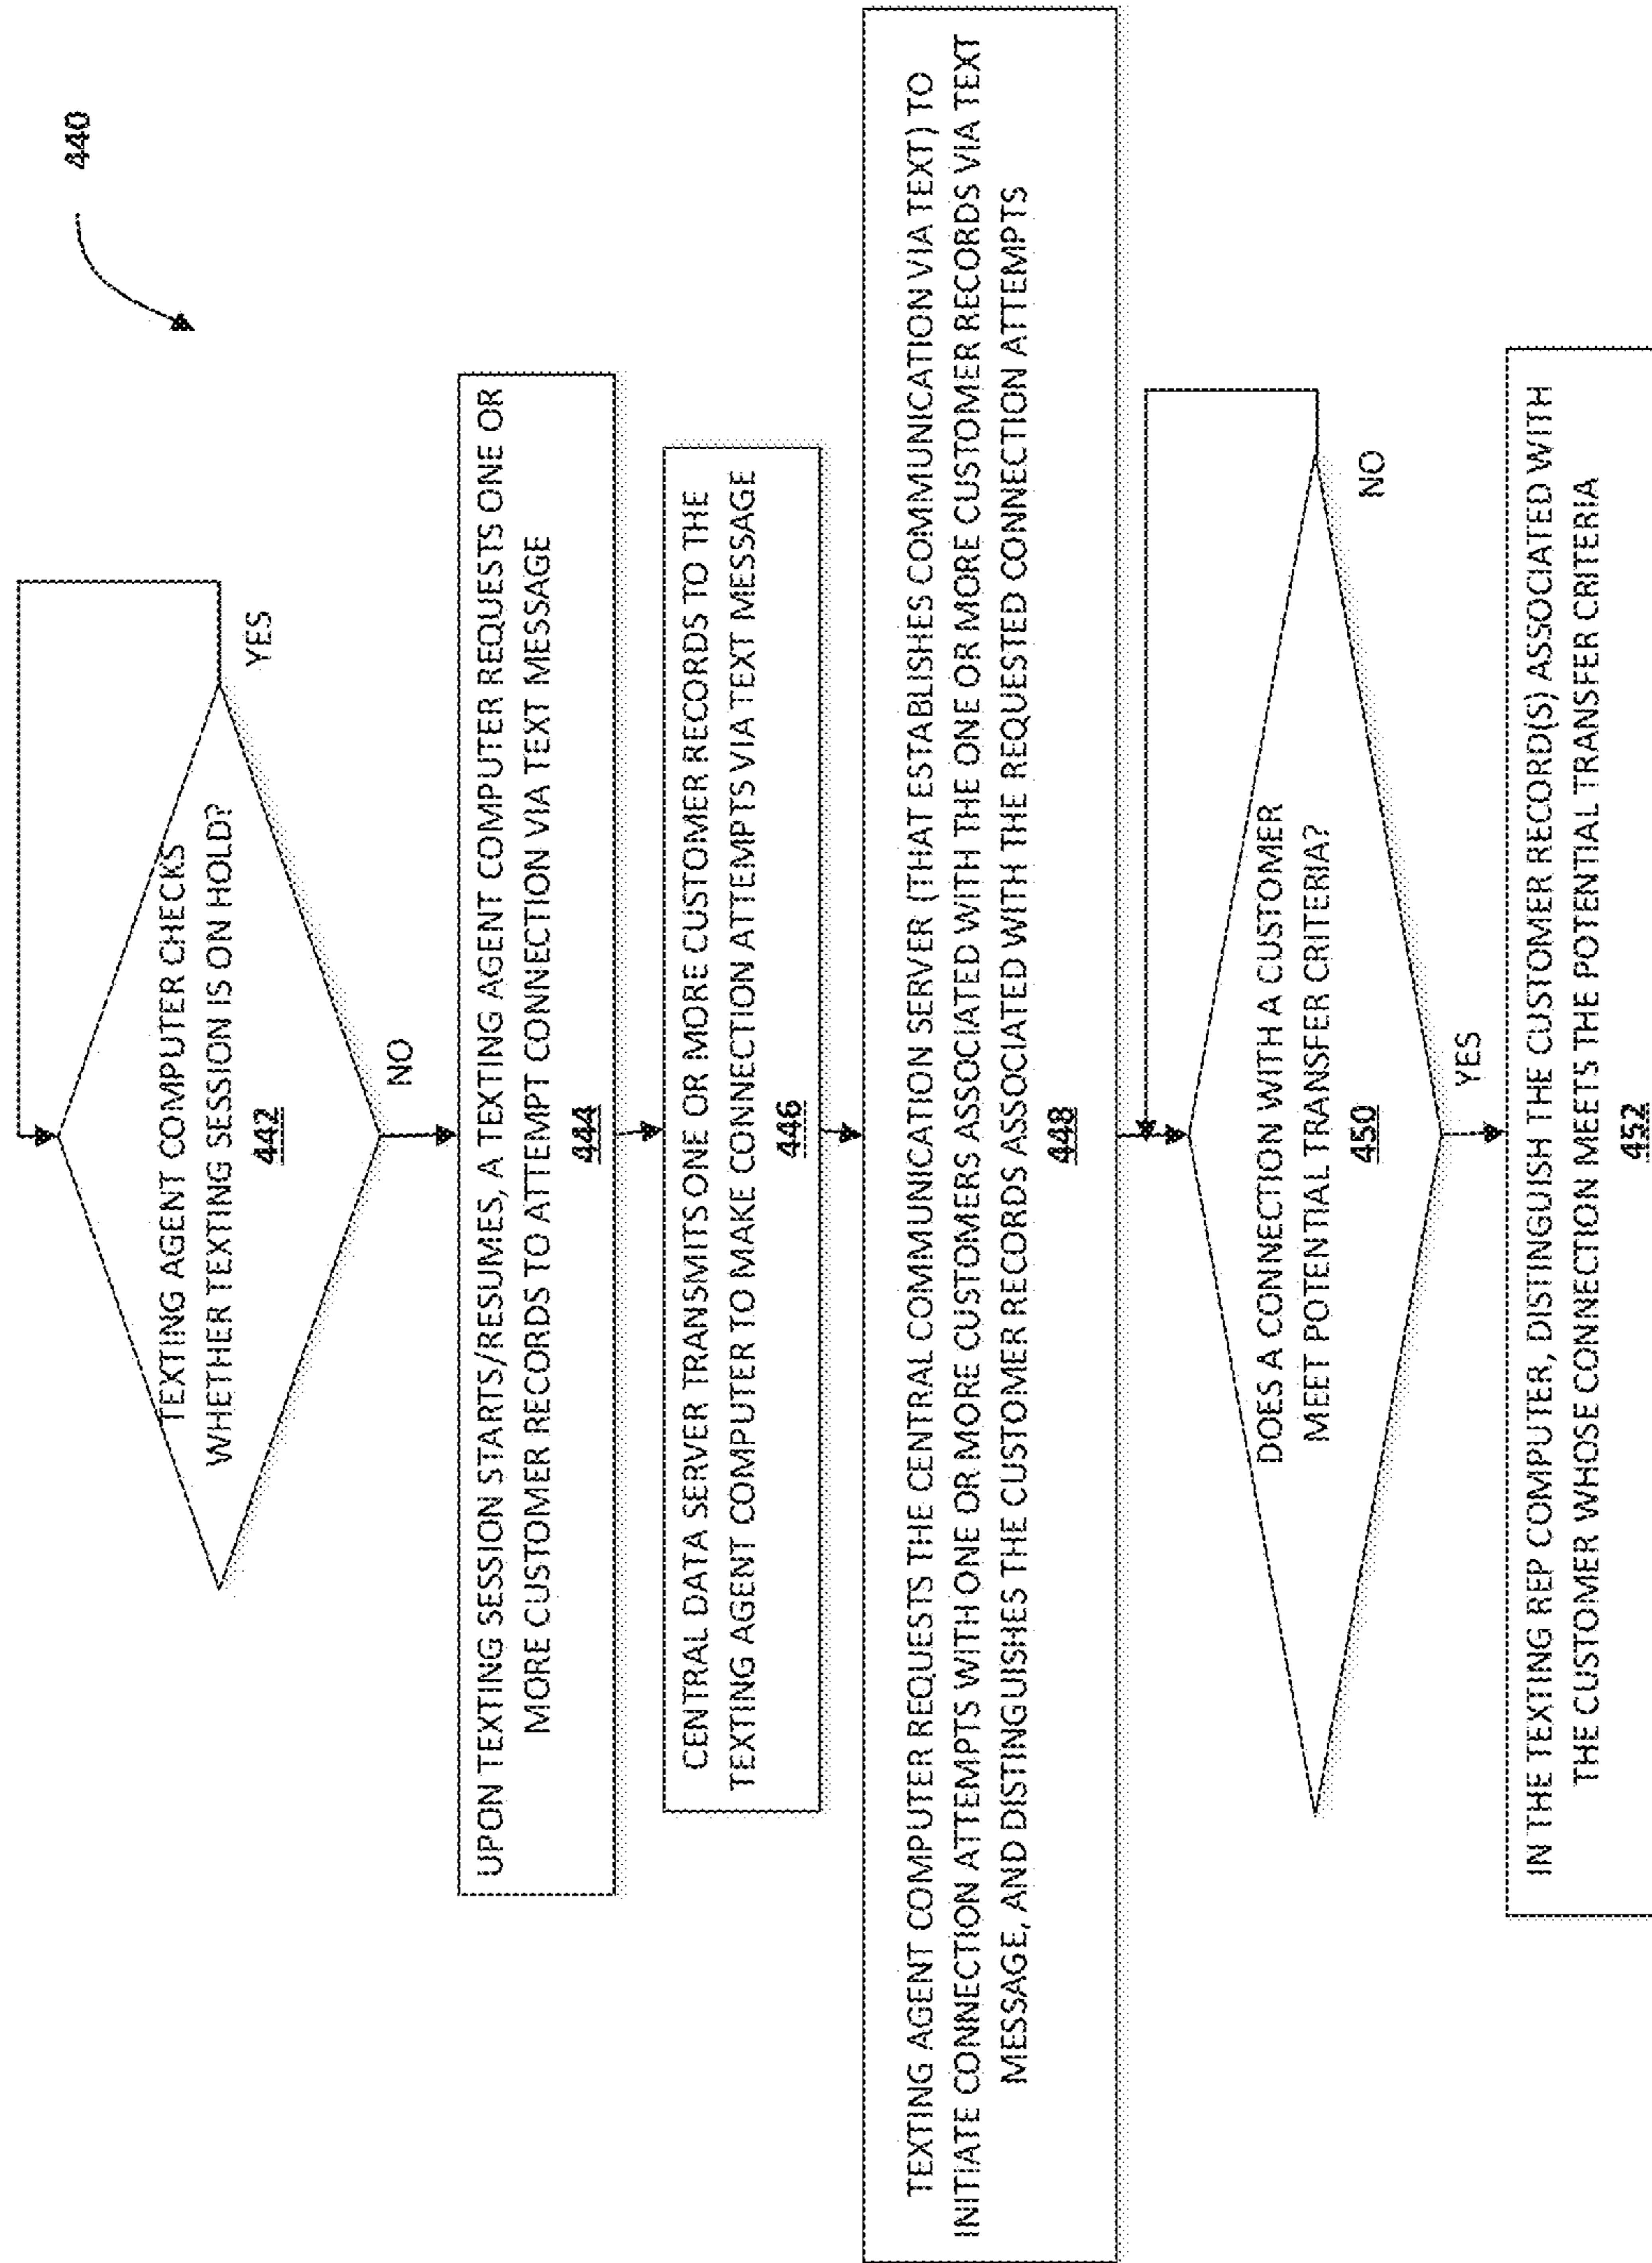 440
TEXTING AGENT COMPUTER CHECKS
WHETHER TEXTING SESSION IS ON HOLD?
442
YES
NO
UPON TEXTING SESSION STARTS/RESUMES, A TEXTING AGENT COMPUTER REQUESTS ONE OR
MORE CUSTOMER RECORDS TO ATTEMPT CONNECTION VIA TEXT MESSAGE
444
CENTRAL DATA SERVER TRANSMITS ONE OR MORE CUSTOMER RECORDS TO THE
TEXTING AGENT COMPUTER TO MAKE CONNECTION ATTEMPTS VIA TEXT MESSAGE
446
TEXTING AGENT COMPUTER REQUESTS THE CENTRAL COMMUNICATION SERVER (THAT ESTABLISHES COMMUNICATION VIA TEXT) TO
INITIATE CONNECTION ATTEMPTS WITH ONE OR MORE CUSTOMERS ASSOCIATED WITH THE ONE OR MORE CUSTOMER RECORDS VIA TEXT
MESSAGE, AND DISTINGUISHES THE CUSTOMER RECORDS ASSOCIATED WITH THE REQUESTED CONNECTION ATTEMPTS
448
DOES A CONNECTION WITH A CUSTOMER
MEET POTENTIAL TRANSFER CRITERIA?
450
NO
YES
IN THE TEXTING REP COMPUTER, DISTINGUISH THE CUSTOMER RECORD(S) ASSOCIATED WITH
THE CUSTOMER WHOSE CONNECTION MEETS THE POTENTIAL TRANSFER CRITERIA
452